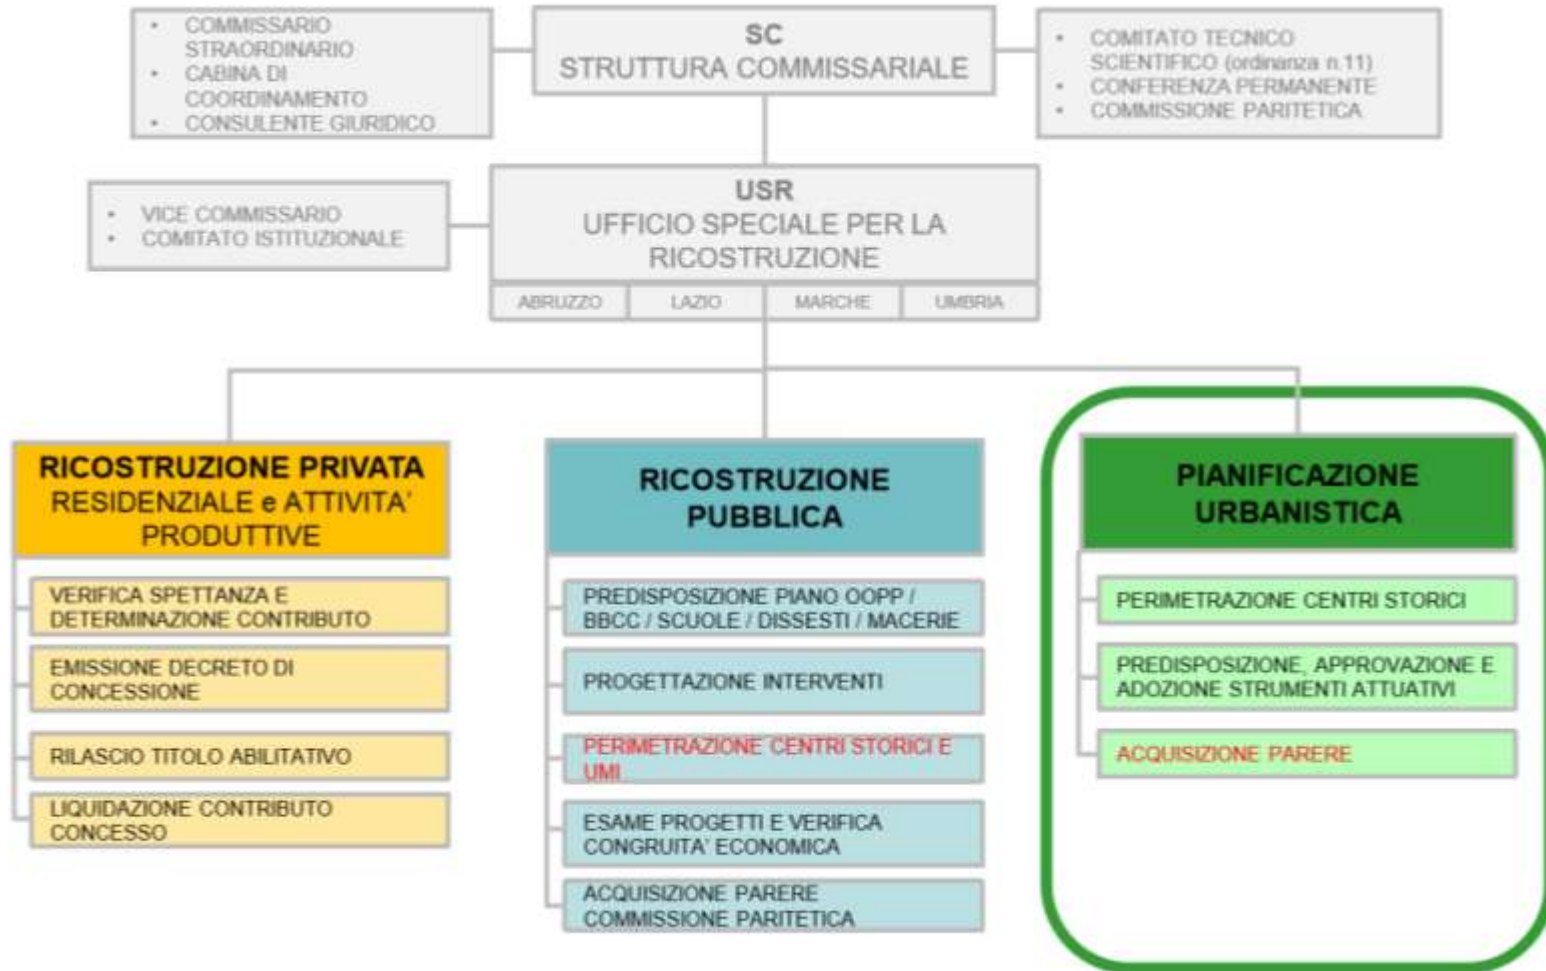 • COMMISSARIO
STRAORDINARIO
• CABINA DI
COORDINAMENTO
• CONSULENTE GIURIDICO
SC
STRUTTURA COMMISSARIALE
• COMITATO TECNICO
SCIENTIFICO (ordinanza n.11)
• CONFERENZA PERMANENTE
• COMMISSIONE PARITETICA
• VICE COMMISSARIO
• COMITATO ISTITUZIONALE
USR
UFFICIO SPECIALE PER LA
RICOSTRUZIONE
ABRUZZO
LAZIO
MARCHE
UMBRIA
RICOSTRUZIONE PRIVATA
RESIDENZIALE e ATTIVITA'
PRODUTTIVE
VERIFICA SPETTANZA E
DETERMINAZIONE CONTRIBUTO
EMISSIONE DECRETO DI
CONCESSIONE
RILASCIO TITOLO ABILITATIVO
LIQUIDAZIONE CONTRIBUTO
CONCESSO
RICOSTRUZIONE
PUBBLICA
PREDISPOSIZIONE PIANO OOPP /
BBCC / SCUOLE / DISSESTI / MACERIE
PROGETTAZIONE INTERVENTI
PERIMETRAZIONE CENTRI STORICI E
UMI
ESAME PROGETTI E VERIFICA
CONGRUITA' ECONOMICA
ACQUISIZIONE PARERE
COMMISSIONE PARITETICA
PIANIFICAZIONE
URBANISTICA
PERIMETRAZIONE CENTRI STORICI
PREDISPOSIZIONE, APPROVAZIONE E
ADOZIONE STRUMENTI ATTUATIVI
ACQUISIZIONE PARERE